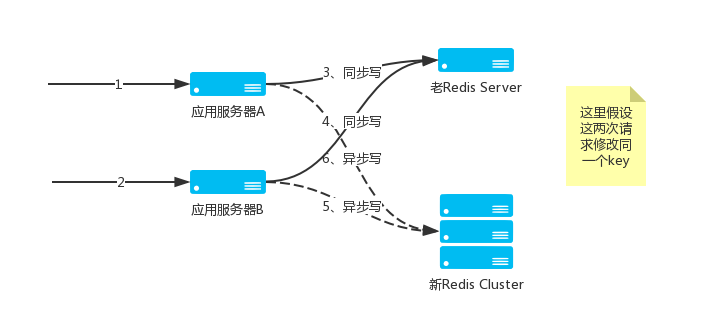 1
3、同步写
老Redis Server
应用服务器A
4、同步写
这里假设
这两次请
求修改同
一个key
6、异步写
2
5、异步写
应用服务器B
新Redis Cluster